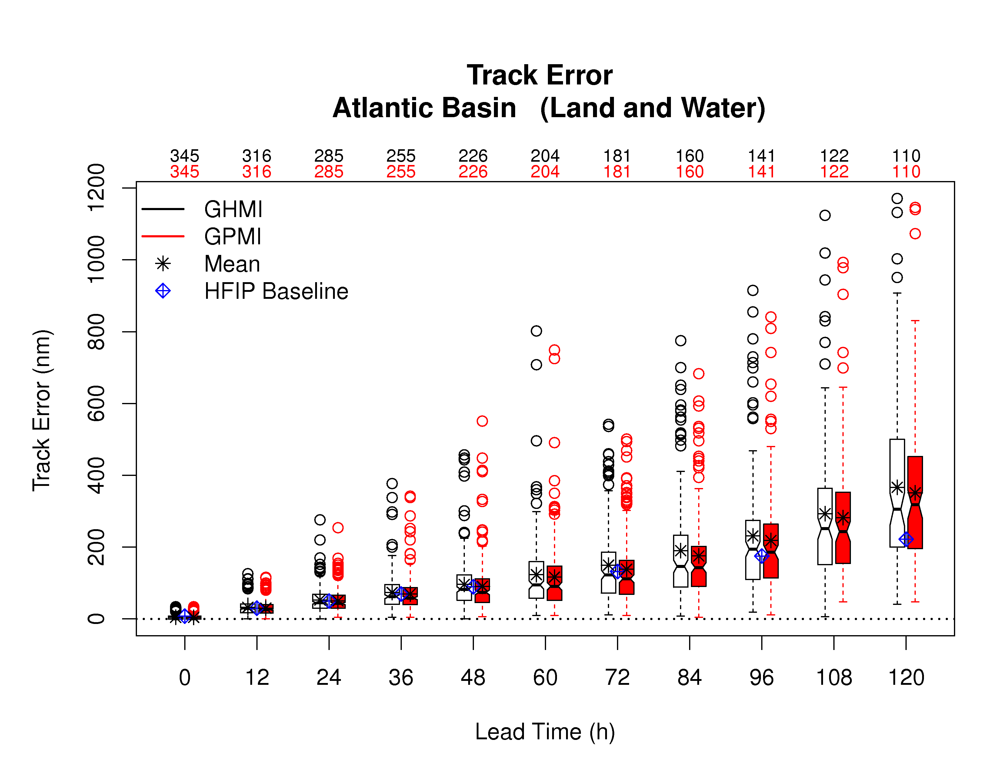 Track Error
Atlantic Basin (Land and Water)
345 316 285 255 226 204 181 160 141 122 110
345 316 285 255 226 204 181 160 141 122 110
GHMI
GPMI
Mean
HFIP Baseline
Track Error (nm)
1200
1000
800
600
400
200
0
0 12 24 36 48 60 72 84 96 108 120
Lead Time (h)